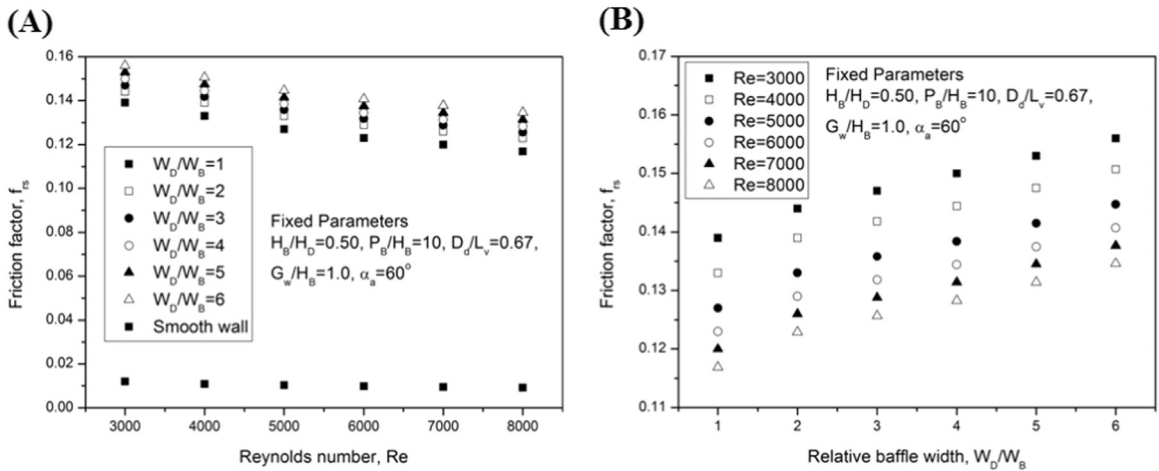 (A)
0.16
0.14
0.12
0.10
0.08
0.06
0.04
0.02
0.00
3000 4000 5000 6000 7000 8000
Friction factor, f_rs
Reynolds number, Re
W_D/W_B=1
W_D/W_B=2
W_D/W_B=3
W_D/W_B=4
W_D/W_B=5
W_D/W_B=6
Smooth wall
Fixed Parameters
H_B/H_D=0.50, P_B/H_B=10, D_d/L_v=0.67,
G_w/H_B=1.0, α_a=60°
(B)
0.17
0.16
0.15
0.14
0.13
0.12
0.11
1 2 3 4 5 6
Friction factor, f_rs
Relative baffle width, W_D/W_B
Re=3000
Re=4000
Re=5000
Re=6000
Re=7000
Re=8000
Fixed Parameters
H_B/H_D=0.50, P_B/H_B=10, D_d/L_v=0.67,
G_w/H_B=1.0, α_a=60°